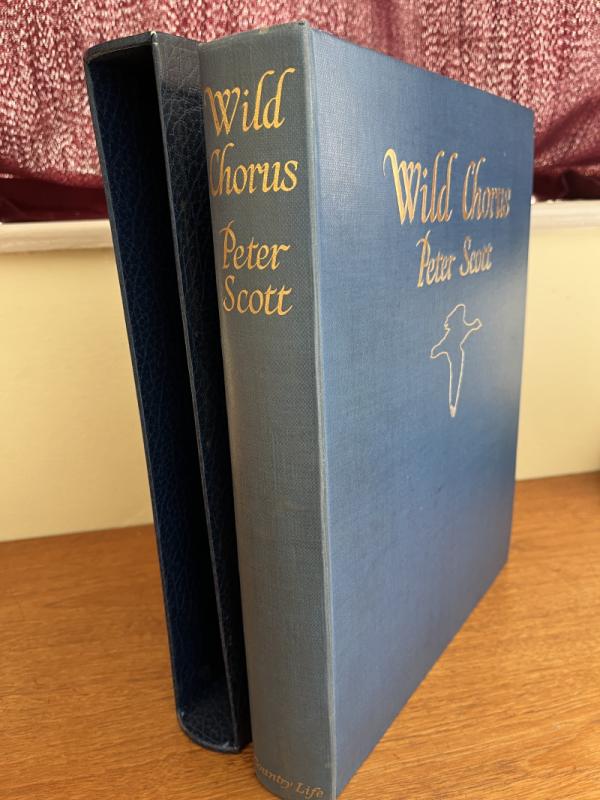 Wild
Chorus
Peter
Scott
Country Life
Wild Chorus
Peter Scott